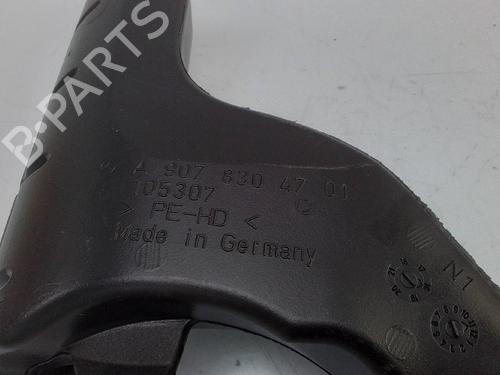 B-PARTS
A 907 830 47 01
105307
> PE-HD <
Made in Germany
N1